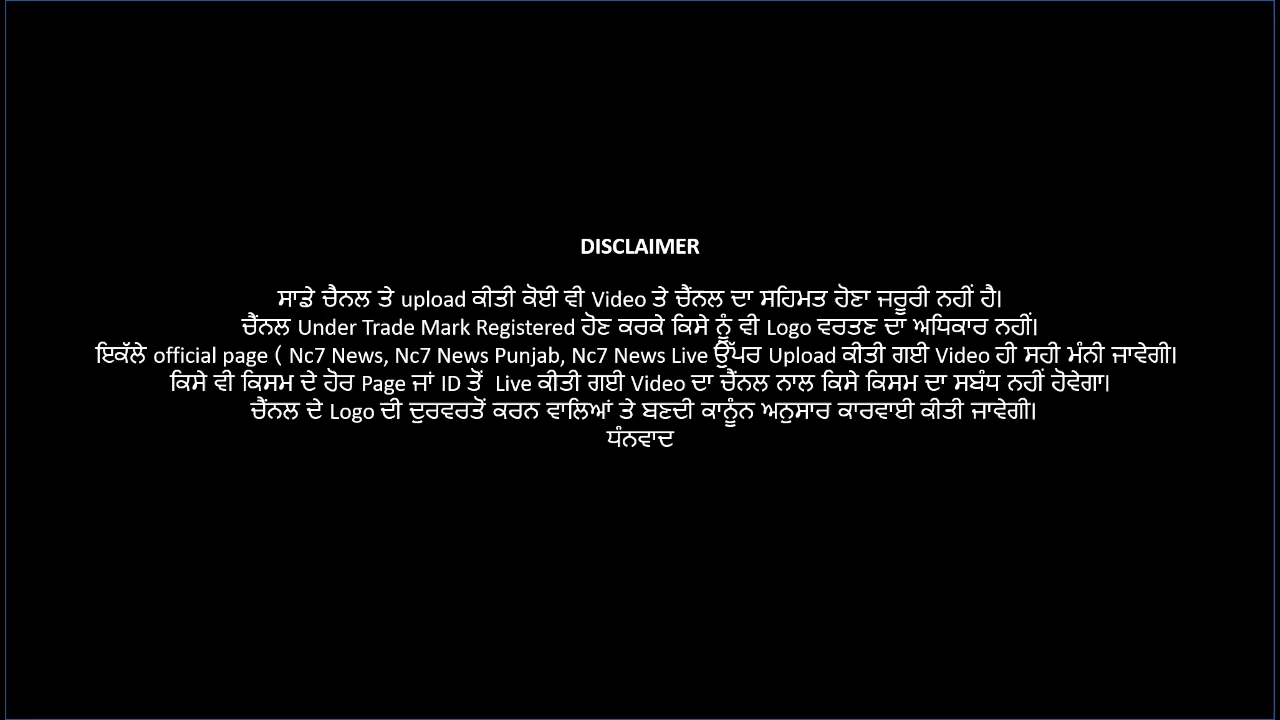 DISCLAIMER
ਸਾਡੇ ਚੈਨਲ ਤੇ upload ਕੀਤੀ ਕੋਈ ਵੀ Video ਤੇ ਚੈਂਨਲ ਦਾ ਸਹਿਮਤ ਹੋਣਾ ਜਰੂਰੀ ਨਹੀਂ ਹੈ।
ਚੈਂਨਲ Under Trade Mark Registered ਹੋਣ ਕਰਕੇ ਕਿਸੇ ਨੂੰ ਵੀ Logo ਵਰਤਣ ਦਾ ਅਧਿਕਾਰ ਨਹੀਂ।
ਇਕੱਲੇ official page ( Nc7 News, Nc7 News Punjab, Nc7 News Live ਉੱਪਰ Upload ਕੀਤੀ ਗਈ Video ਹੀ ਸਹੀ ਮੰਨੀ ਜਾਵੇਗੀ।
ਕਿਸੇ ਵੀ ਕਿਸਮ ਦੇ ਹੋਰ Page ਜਾਂ ID ਤੋਂ Live ਕੀਤੀ ਗਈ Video ਦਾ ਚੈਂਨਲ ਨਾਲ ਕਿਸੇ ਕਿਸਮ ਦਾ ਸਬੰਧ ਨਹੀਂ ਹੋਵੇਗਾ।
ਚੈਂਨਲ ਦੇ Logo ਦੀ ਦੁਰਵਰਤੋਂ ਕਰਨ ਵਾਲਿਆਂ ਤੇ ਬਣਦੀ ਕਾਨੂੰਨ ਅਨੁਸਾਰ ਕਾਰਵਾਈ ਕੀਤੀ ਜਾਵੇਗੀ।
ਧੰਨਵਾਦ